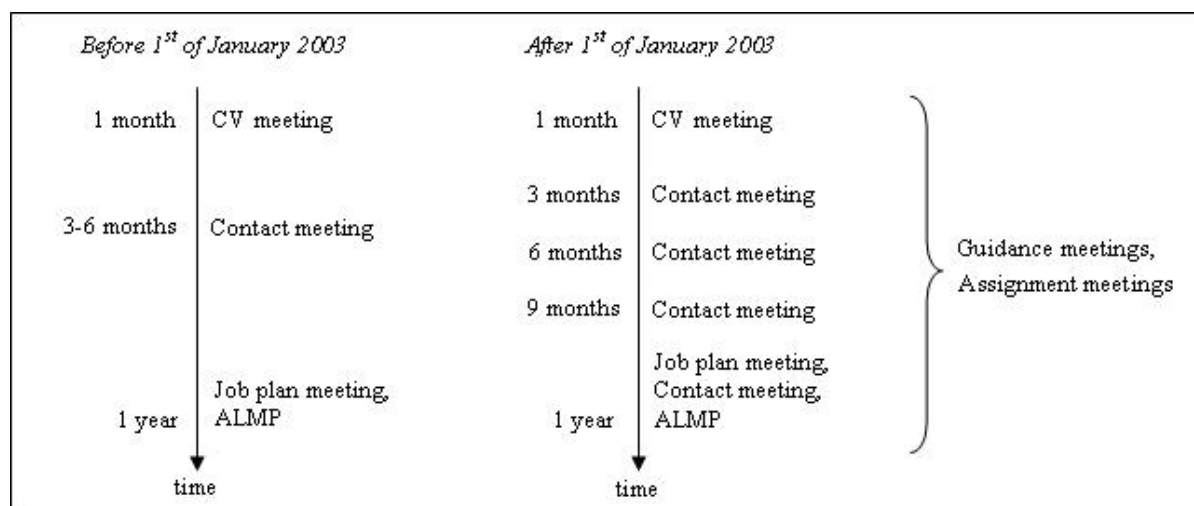 Before 1st of January 2003
1 month CV meeting
3-6 months Contact meeting
Job plan meeting,
1 year ALMP
time
After 1st of January 2003
1 month CV meeting
3 months Contact meeting
6 months Contact meeting
9 months Contact meeting
Job plan meeting,
Contact meeting,
1 year ALMP
time
Guidance meetings,
Assignment meetings